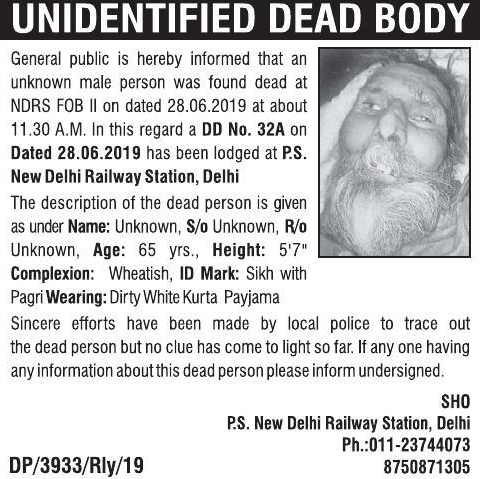 UNIDENTIFIED DEAD BODY
General public is hereby informed that an
unknown male person was found dead at
NDRS FOB II on dated 28.06.2019 at about
11.30 A.M. In this regard a DD No. 32A on
Dated 28.06.2019 has been lodged at P.S.
New Delhi Railway Station, Delhi
The description of the dead person is given
as under Name: Unknown, S/o Unknown, R/o
Unknown, Age: 65 yrs., Height: 5'7"
Complexion: Wheatish, ID Mark: Sikh with
Pagri Wearing: Dirty White Kurta Payjama
Sincere efforts have been made by local police to trace out
the dead person but no clue has come to light so far. If any one having
any information about this dead person please inform undersigned.
SHO
P.S. New Delhi Railway Station, Delhi
Ph.:011-23744073
DP/3933/Rly/19 8750871305